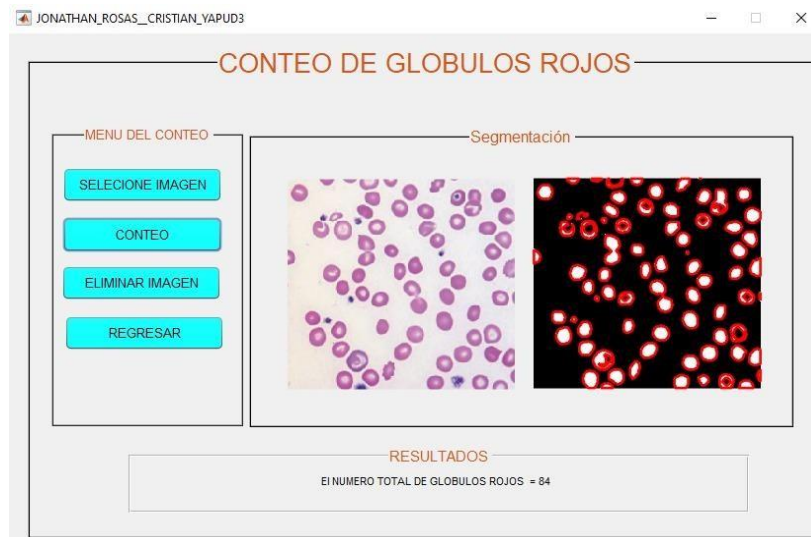 JONATHAN_ROSAS__CRISTIAN_YAPUD3
CONTEO DE GLOBULOS ROJOS
MENU DEL CONTEO
SELECIONE IMAGEN
CONTEO
ELIMINAR IMAGEN
REGRESAR
Segmentación
RESULTADOS
El NUMERO TOTAL DE GLOBULOS ROJOS = 84